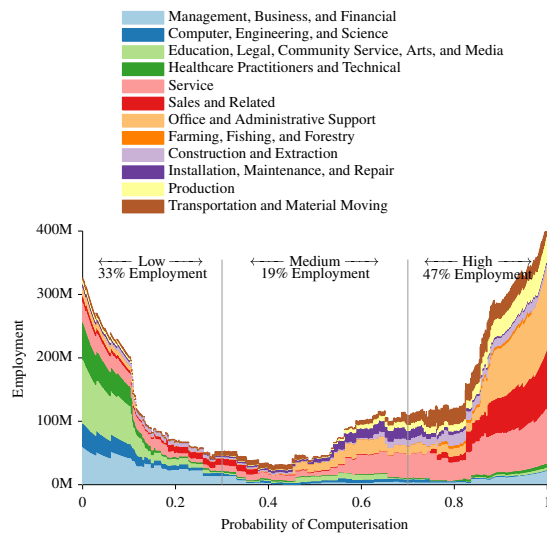 Management, Business, and Financial
Computer, Engineering, and Science
Education, Legal, Community Service, Arts, and Media
Healthcare Practitioners and Technical
Service
Sales and Related
Office and Administrative Support
Farming, Fishing, and Forestry
Construction and Extraction
Installation, Maintenance, and Repair
Production
Transportation and Material Moving
400M
Low Medium High
33% Employment 19% Employment 47% Employment
300M
200M
100M
0M
Employment
0 0.2 0.4 0.6 0.8 1
Probability of Computerisation